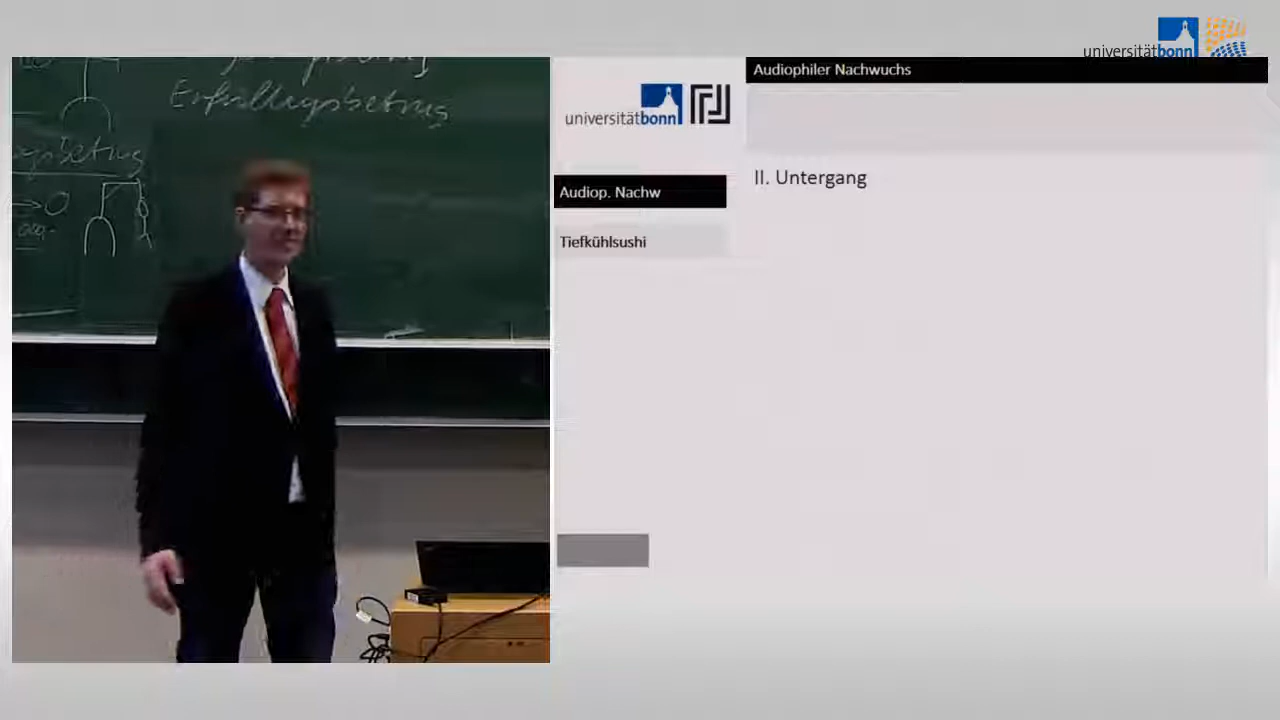 universitätbonn
Erfüllungsbetrug
universitätbonn
Audiophiler Nachwuchs
Audiop. Nachw
II. Untergang
Tiefkühlsushi